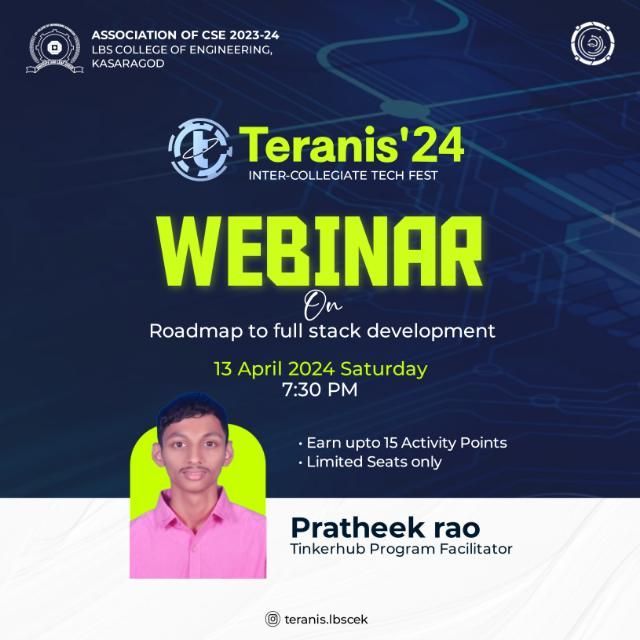 ASSOCIATION OF CSE 2023-24
LBS COLLEGE OF ENGINEERING,
KASARAGOD
Teranis'24
INTER-COLLEGIATE TECH FEST
WEBINAR
On
Roadmap to full stack development
13 April 2024 Saturday
7:30 PM
• Earn upto 15 Activity Points
• Limited Seats only
Pratheek rao
Tinkerhub Program Facilitator
teranis.lbscek